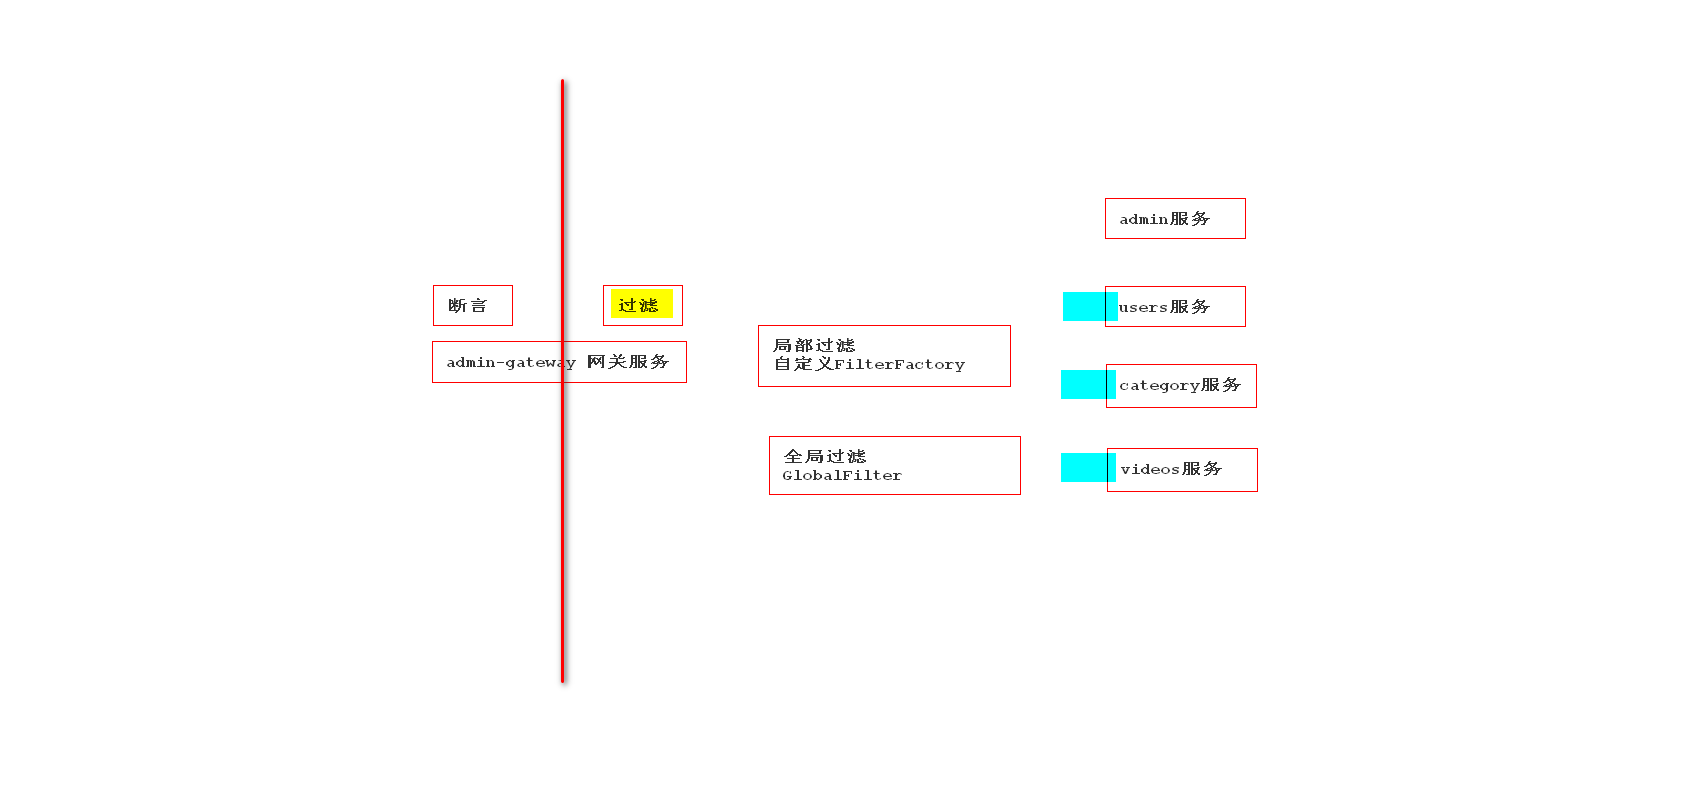 断言
过滤
admin-gateway 网关服务
局部过滤
自定义FilterFactory
全局过滤
GlobalFilter
admin服务
users服务
category服务
videos服务